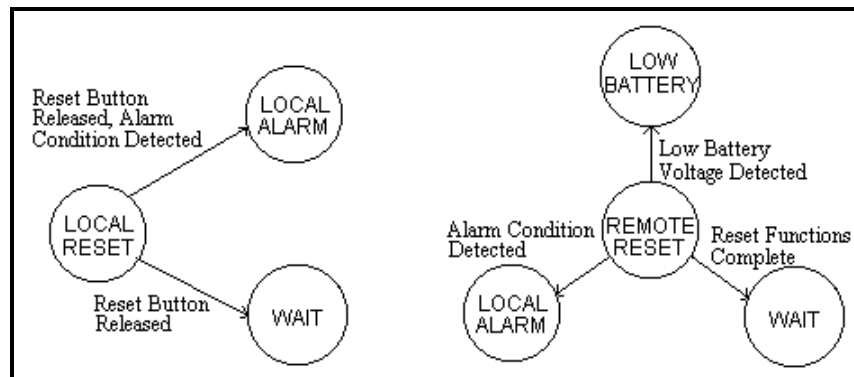 Reset Button
Released, Alarm
Condition Detected
LOCAL
ALARM
LOCAL
RESET
Reset Button
Released
WAIT
LOW
BATTERY
Low Battery
Voltage Detected
REMOTE
RESET
Alarm Condition
Detected
LOCAL
ALARM
Reset Functions
Complete
WAIT